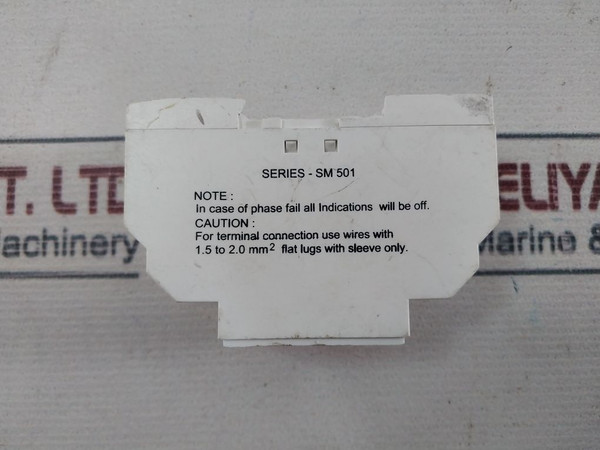 SERIES - SM 501
NOTE :
In case of phase fail all Indications will be off.
CAUTION :
For terminal connection use wires with
1.5 to 2.0 mm² flat lugs with sleeve only.
T. LTD
ELIYA
achinery
Marine &